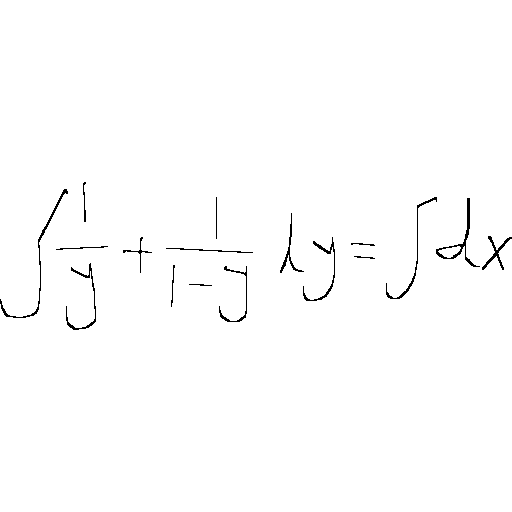 ∫ 1/y + 1/(1-y) dy = ∫ dx